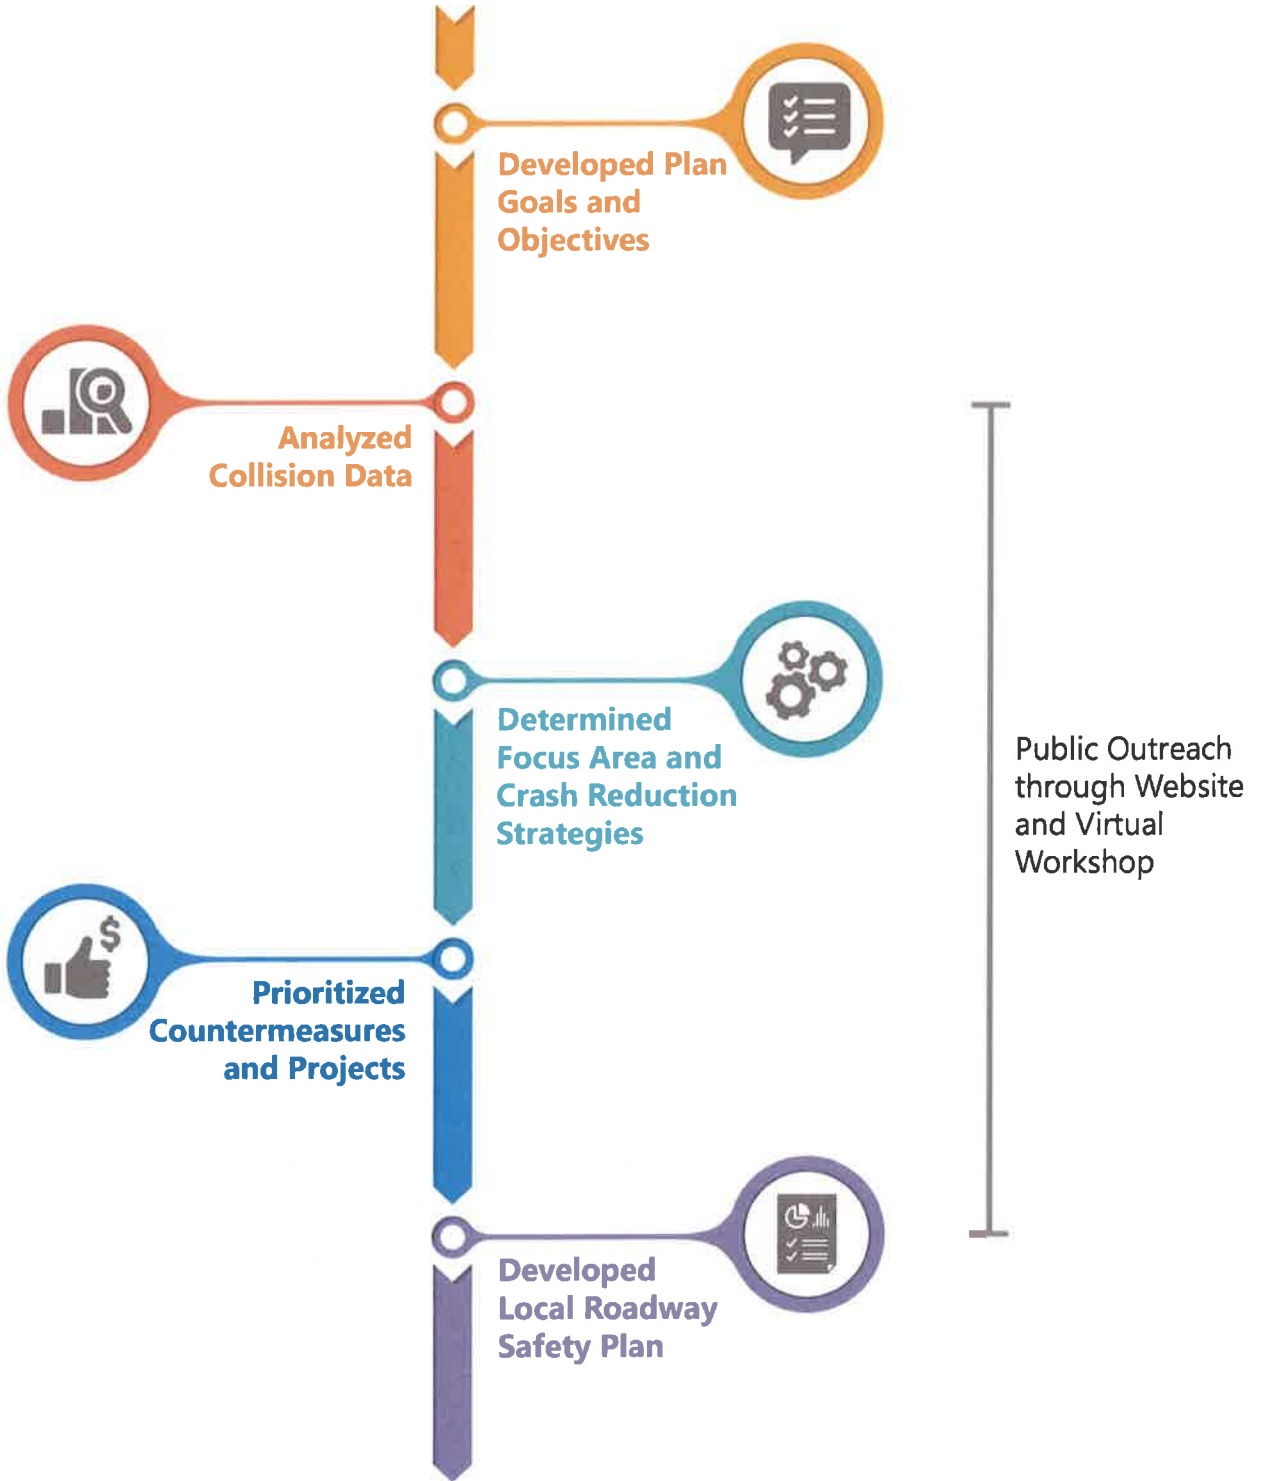 Developed Plan
Goals and
Objectives
Analyzed
Collision Data
Determined
Focus Area and
Crash Reduction
Strategies
Public Outreach
through Website
and Virtual
Workshop
$
Prioritized
Countermeasures
and Projects
Developed
Local Roadway
Safety Plan